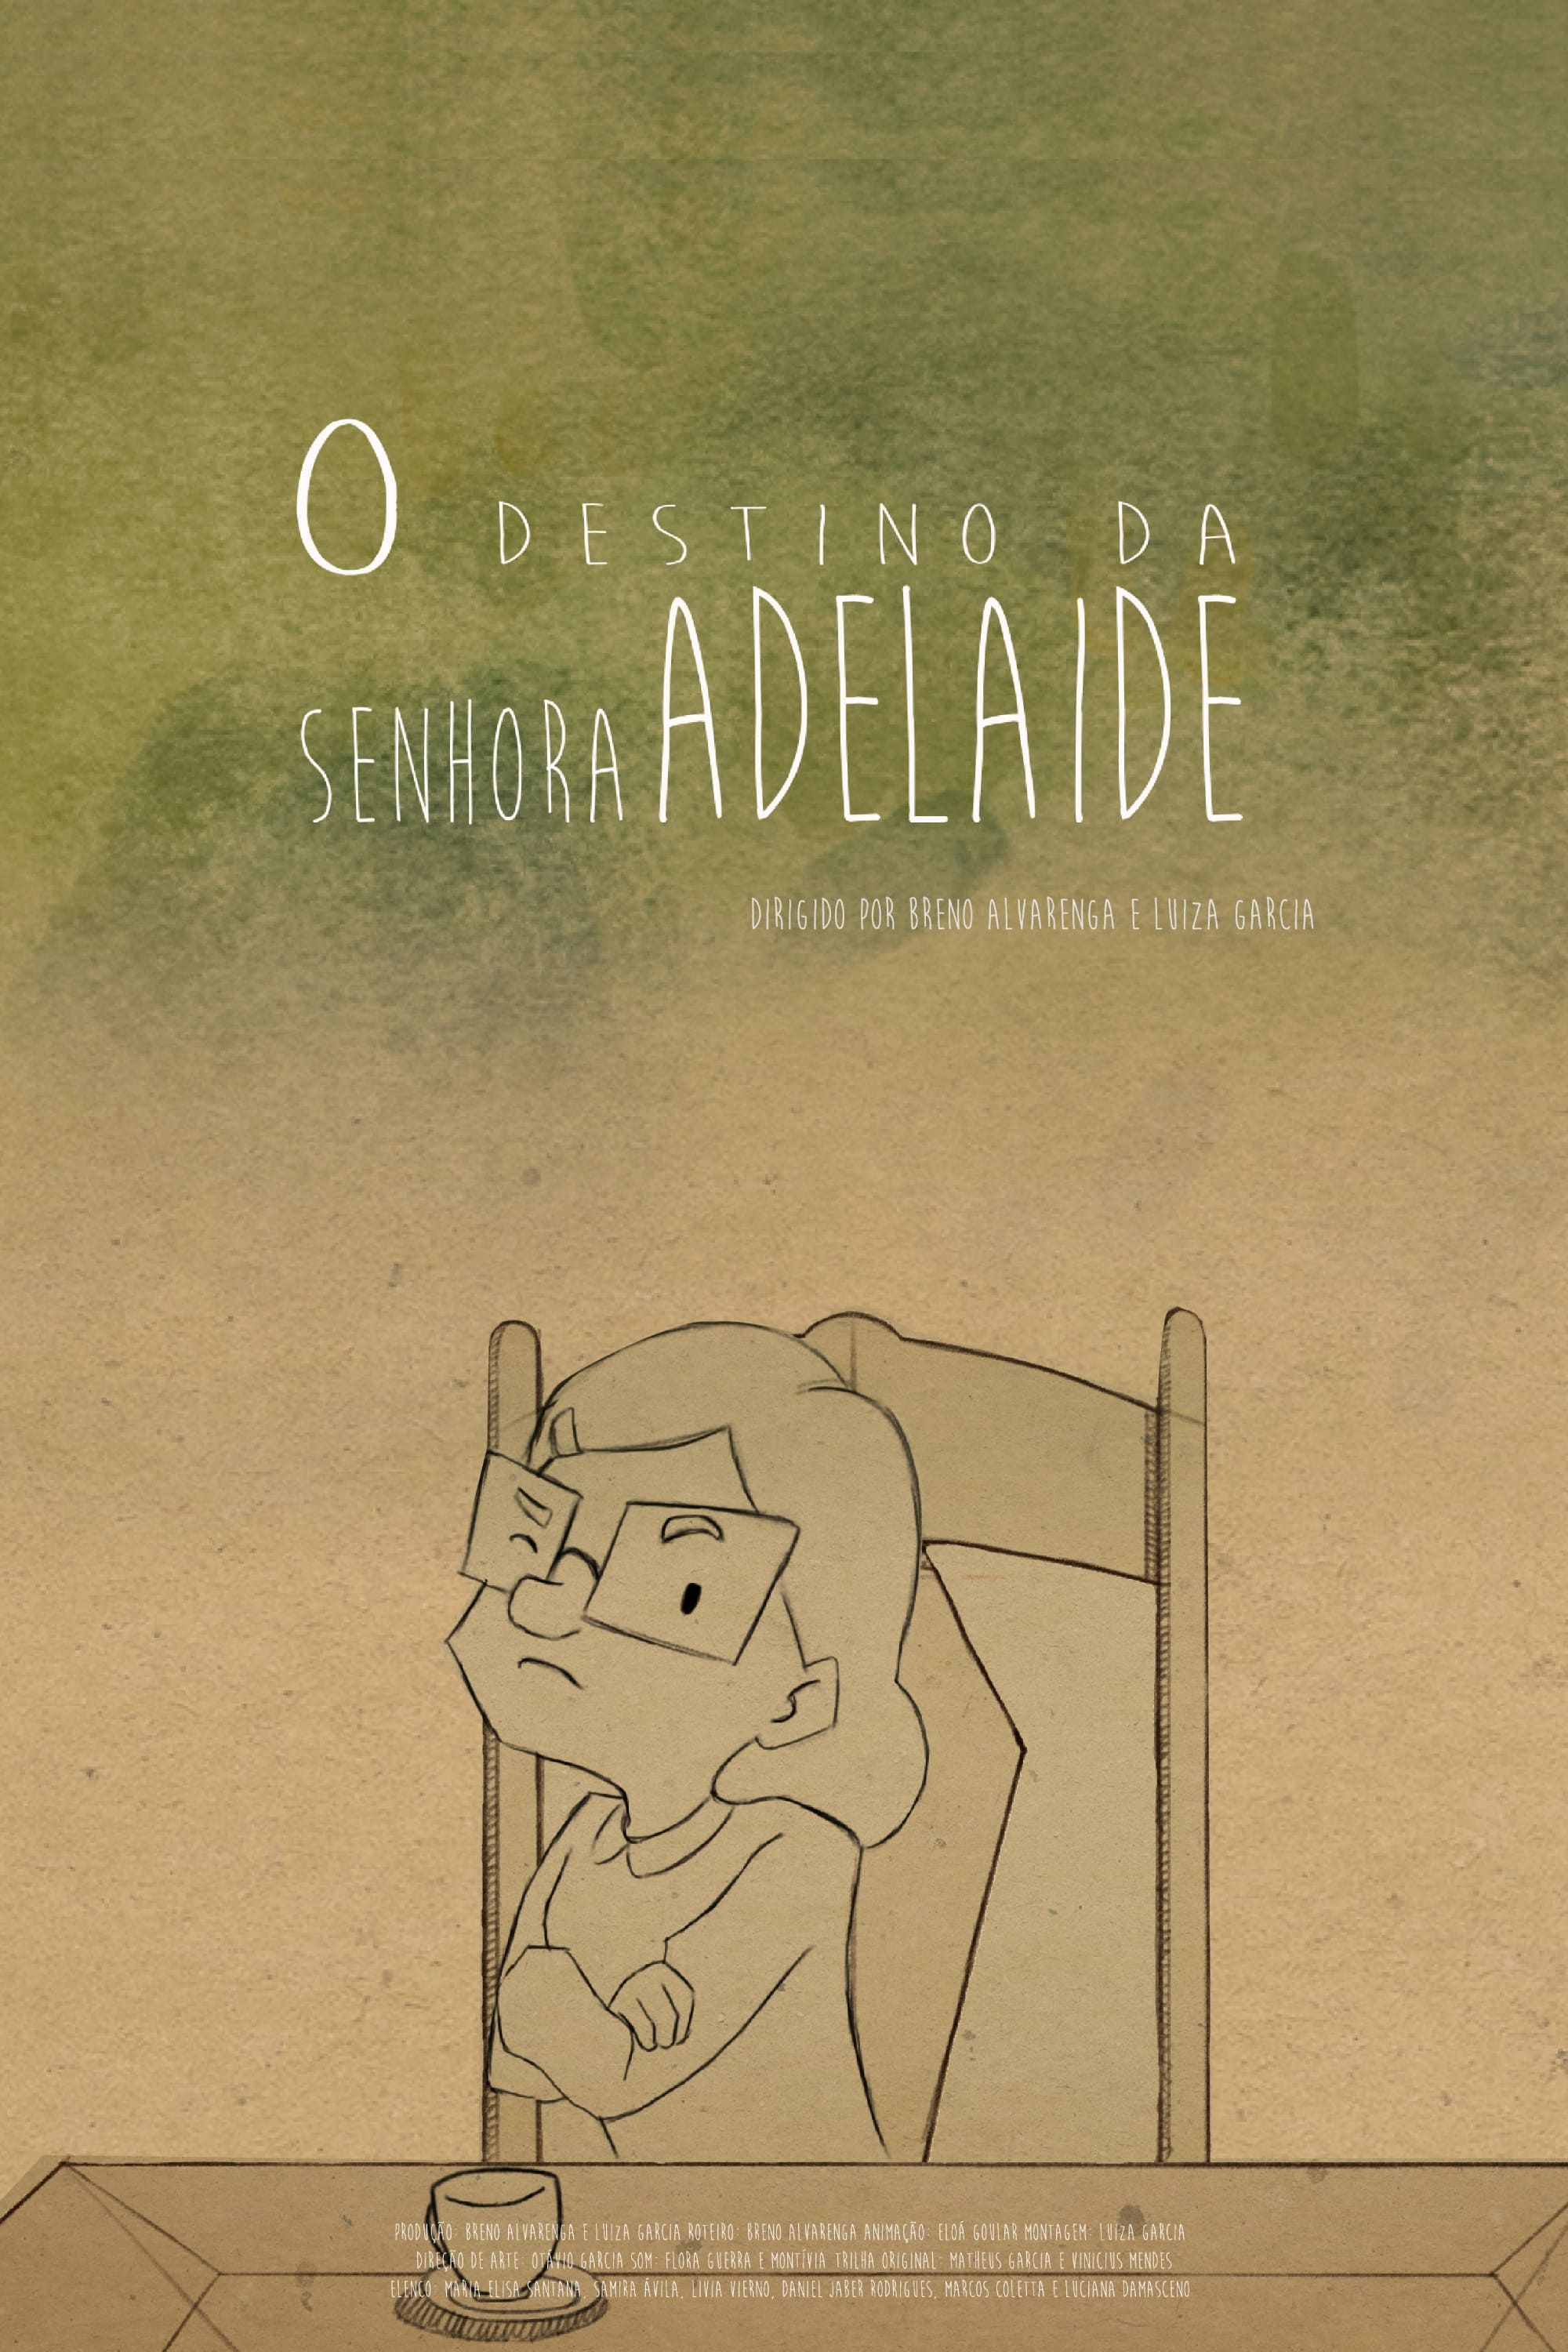 O DESTINO DA
SENHORA ADELAIDE
DIRIGIDO POR BRENO ALVARENGA E LUIZA GARCIA
PRODUÇÃO: BRENO ALVARENGA E LUIZA GARCIA ROTEIRO: BRENO ALVARENGA ANIMAÇÃO: ELOÁ GOULAR MONTAGEM: LUIZA GARCIA
DIREÇÃO DE ARTE: OTÁVIO GARCIA SOM: FLORA GUERRA E MONTÍVIA TRILHA ORIGINAL: MATHEUS GARCIA E VINICIUS MENDES
ELENCO: MARIA ELISA SANTANA, SAMIRA ÁVILA, LIVIA VIERNO, DANIEL JABER RODRIGUES, MARCOS COLETTA E LUCIANA DAMASCENO